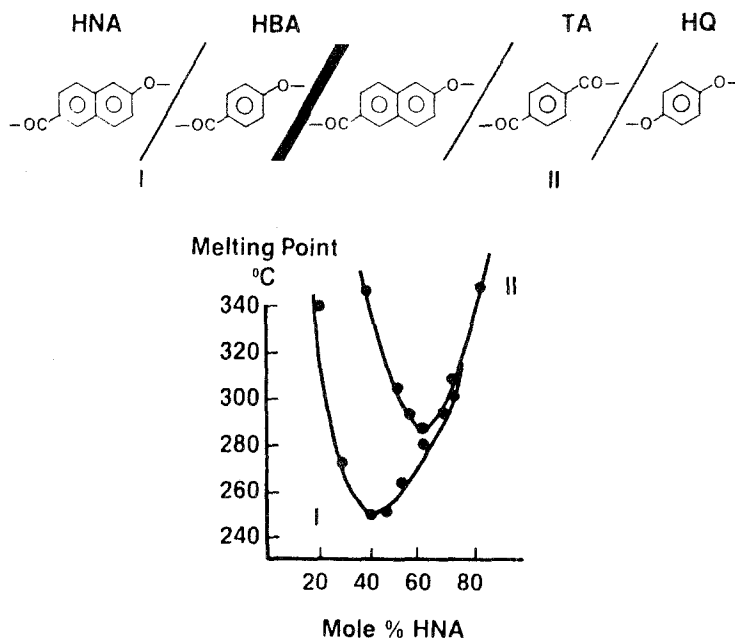 HNA HBA TA HQ
O— O— CO— O—
—OC —OC —OC —OC —O
I II
Melting Point
°C
II
340
320
300
280
260
I
240
20 40 60 80
Mole % HNA